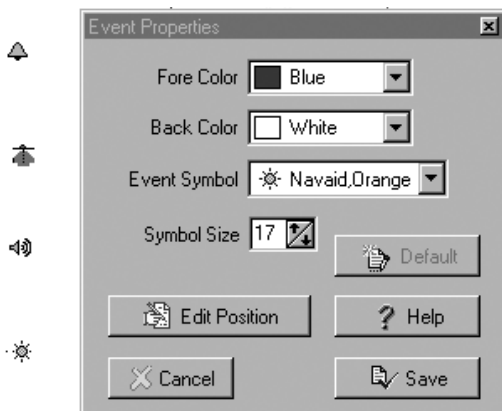 Event Properties
Fore Color Blue
Back Color White
Event Symbol Navaid,Orange
Symbol Size 17
Default
Edit Position ? Help
Cancel Save